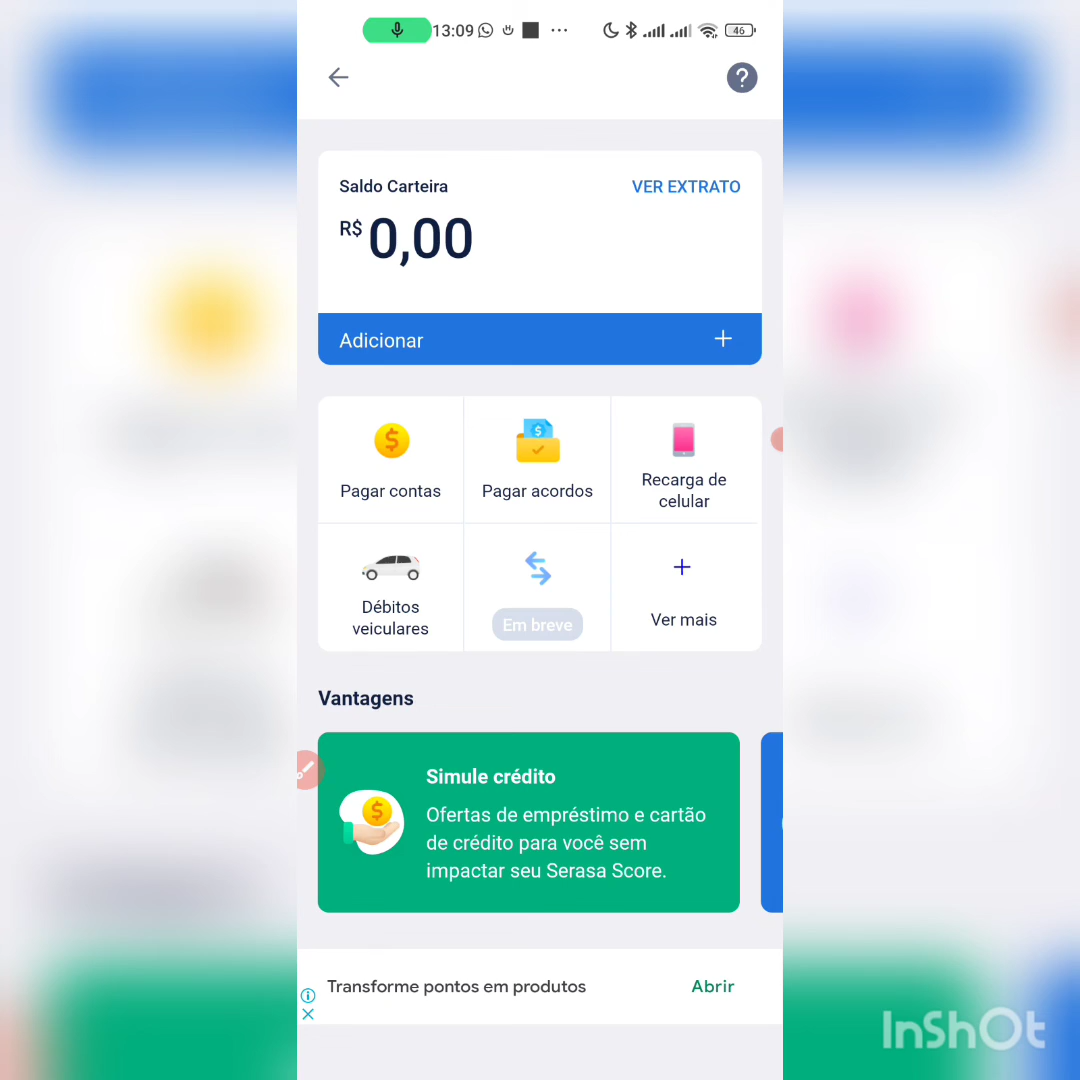 13:09
46
?
Saldo Carteira
VER EXTRATO
R$ 0,00
Adicionar +
Pagar contas
Pagar acordos
Recarga de
celular
Débitos
veiculares
Em breve
Ver mais
Vantagens
Simule crédito
Ofertas de empréstimo e cartão
de crédito para você sem
impactar seu Serasa Score.
Transforme pontos em produtos
Abrir
InShOt